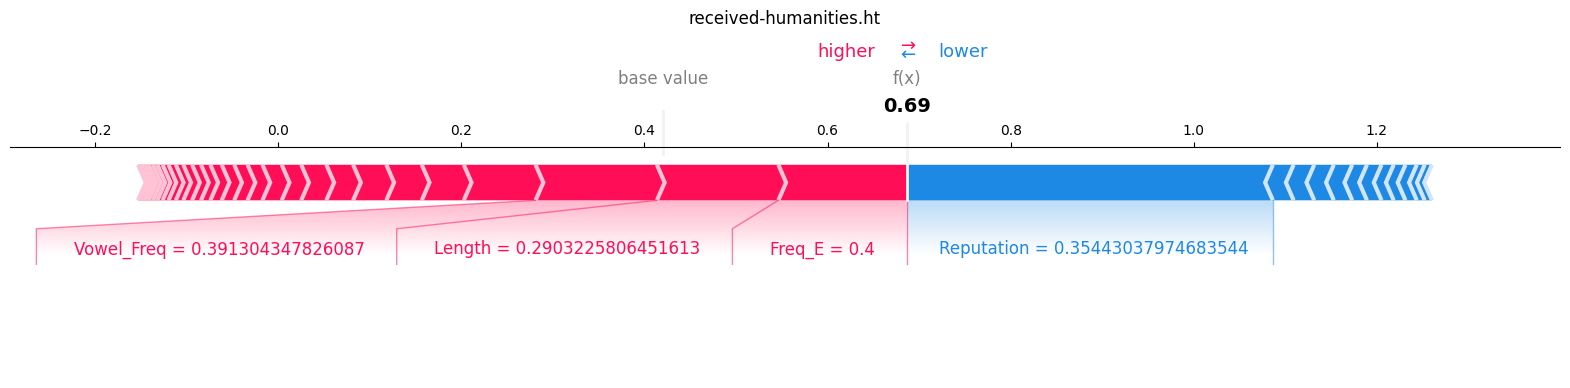 received-humanities.ht
higher ⇄ lower
base value f(x)
0.69
−0.2 0.0 0.2 0.4 0.6 0.8 1.0 1.2
Vowel_Freq = 0.391304347826087 Length = 0.2903225806451613 Freq_E = 0.4 Reputation = 0.35443037974683544